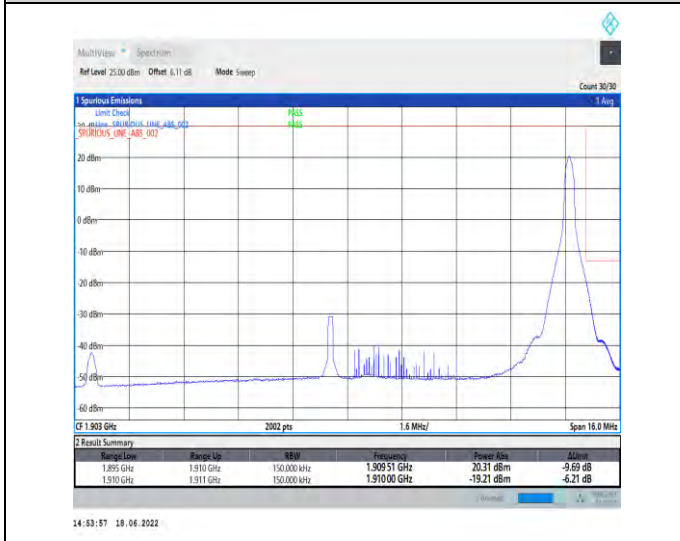 MultiView Spectrum
Ref Level 25.00 dBm Offset 6.11 dB Mode Sweep
Count 30/30
1 Spurious Emissions 1 Avg
Limit Check PASS
Line SPURIOUS_LINE_ABS_002 PASS
SPURIOUS_LINE_ABS_002
20 dBm
10 dBm
0 dBm
-10 dBm
-20 dBm
-30 dBm
-40 dBm
-50 dBm
-60 dBm
CF 1.903 GHz 2002 pts 1.6 MHz/ Span 16.0 MHz
2 Result Summary
Range Low Range Up RBW Frequency Power Abs ΔLimit
1.895 GHz 1.910 GHz 150.000 kHz 1.909 51 GHz 20.31 dBm -9.69 dB
1.910 GHz 1.911 GHz 150.000 kHz 1.910 00 GHz -19.21 dBm -6.21 dB
14:53:57 18.06.2022